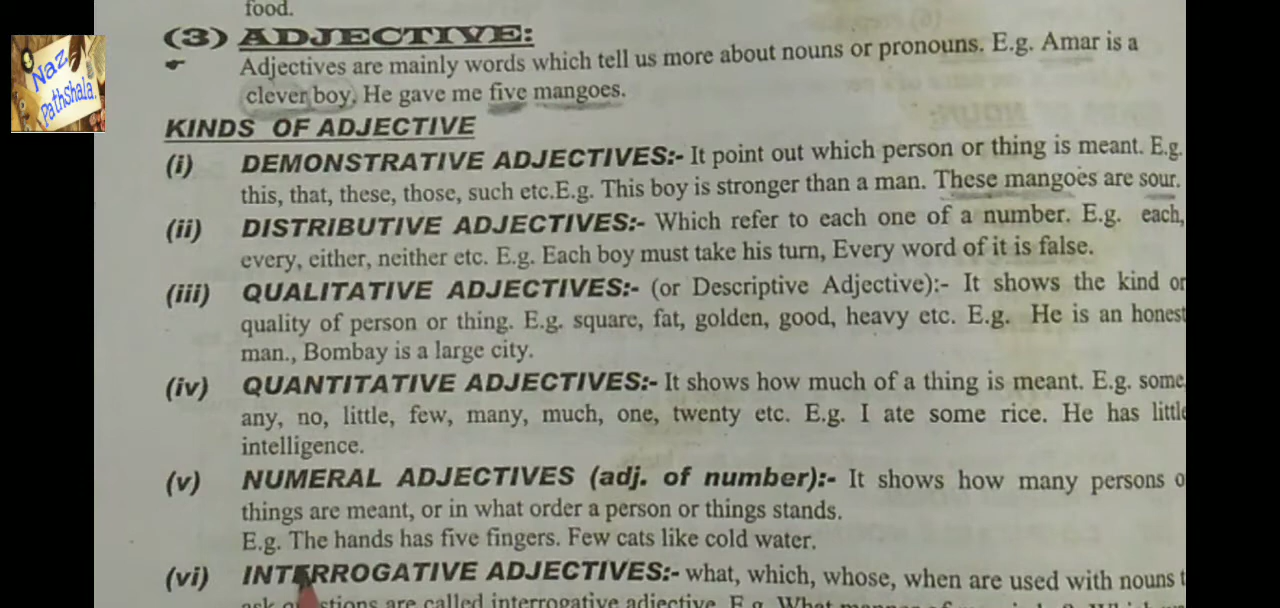 food.
(3) ADJECTIVE:
Adjectives are mainly words which tell us more about nouns or pronouns. E.g. Amar is a
clever boy. He gave me five mangoes.
KINDS OF ADJECTIVE
(i) DEMONSTRATIVE ADJECTIVES:- It point out which person or thing is meant. E.g.
this, that, these, those, such etc.E.g. This boy is stronger than a man. These mangoes are sour.
(ii) DISTRIBUTIVE ADJECTIVES:- Which refer to each one of a number. E.g. each,
every, either, neither etc. E.g. Each boy must take his turn, Every word of it is false.
(iii) QUALITATIVE ADJECTIVES:- (or Descriptive Adjective):- It shows the kind or
quality of person or thing. E.g. square, fat, golden, good, heavy etc. E.g. He is an honest
man., Bombay is a large city.
(iv) QUANTITATIVE ADJECTIVES:- It shows how much of a thing is meant. E.g. some
any, no, little, few, many, much, one, twenty etc. E.g. I ate some rice. He has little
intelligence.
(v) NUMERAL ADJECTIVES (adj. of number):- It shows how many persons o
things are meant, or in what order a person or things stands.
E.g. The hands has five fingers. Few cats like cold water.
(vi) INTERROGATIVE ADJECTIVES:- what, which, whose, when are used with nouns t
are called interrogative adjective. E.g. What
Naz
Pathshala.